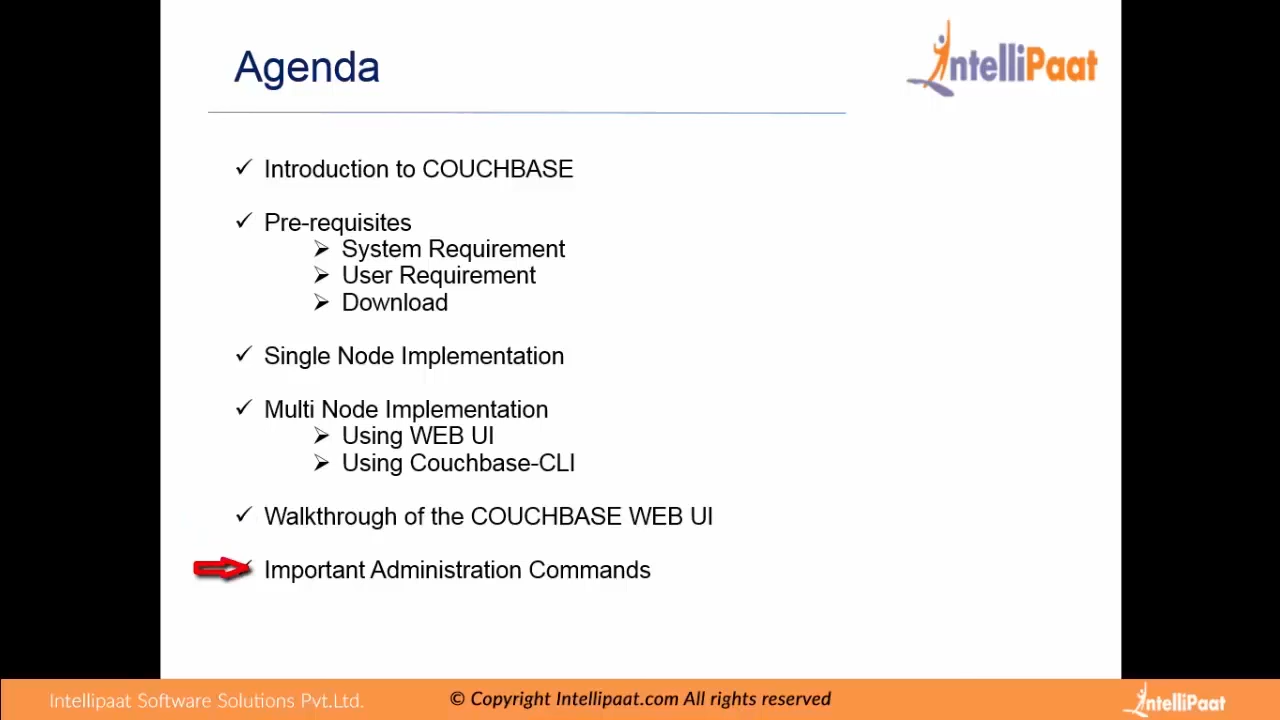 Agenda
IntelliPaat
Introduction to COUCHBASE
Pre-requisites
System Requirement
User Requirement
Download
Single Node Implementation
Multi Node Implementation
Using WEB UI
Using Couchbase-CLI
Walkthrough of the COUCHBASE WEB UI
Important Administration Commands
Intellipaat Software Solutions Pvt.Ltd.
© Copyright Intellipaat.com All rights reserved
IntelliPaat